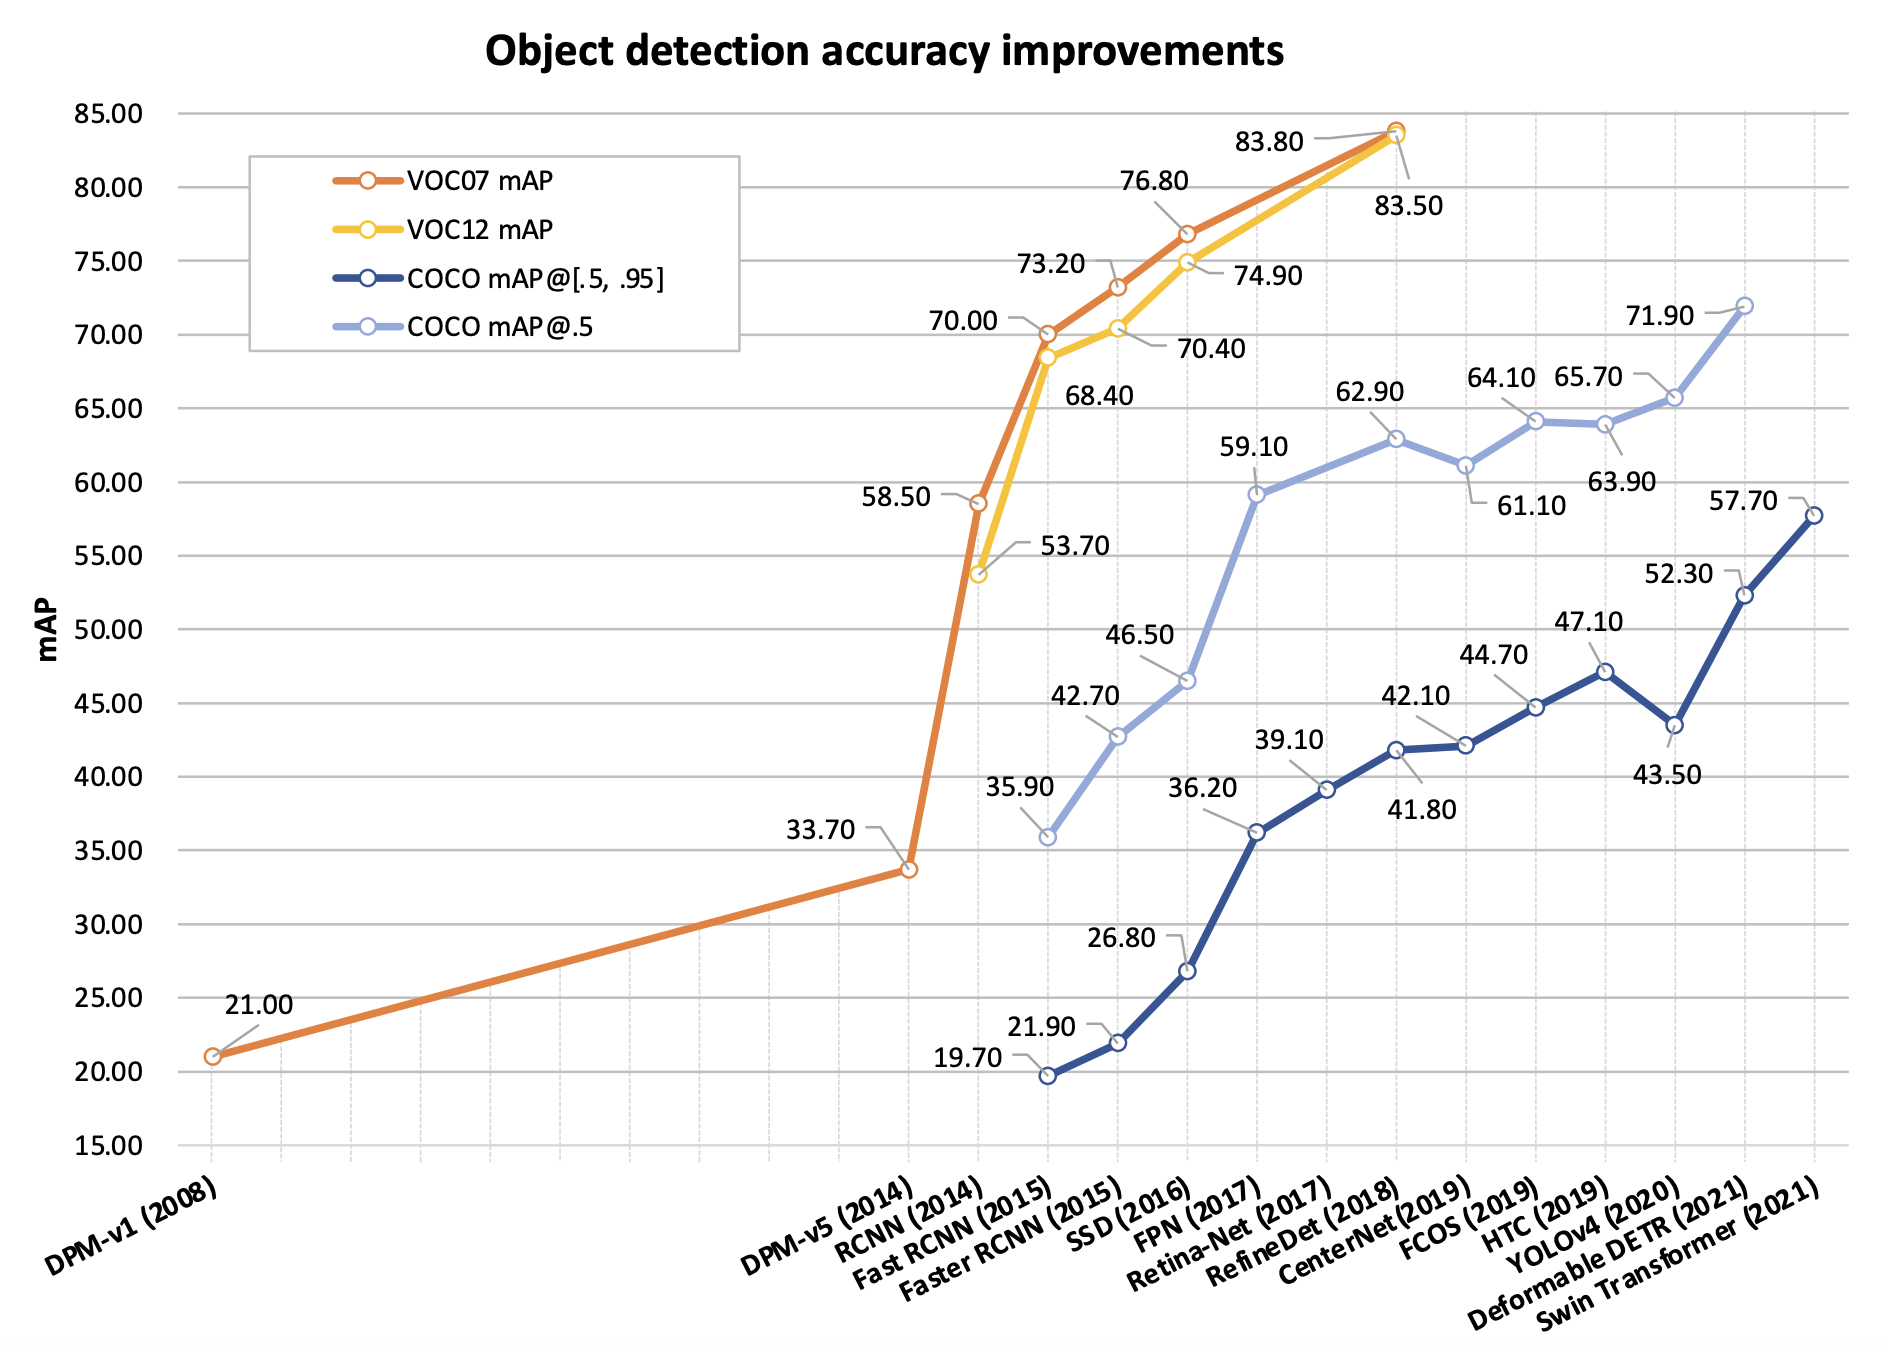 Object detection accuracy improvements
85.00
80.00
75.00
70.00
65.00
60.00
55.00
50.00
45.00
40.00
35.00
30.00
25.00
20.00
15.00
mAP
VOC07 mAP
VOC12 mAP
COCO mAP@[.5, .95]
COCO mAP@.5
83.80
76.80
83.50
73.20
74.90
70.00
71.90
70.40
64.10
65.70
62.90
68.40
59.10
63.90
58.50
57.70
61.10
53.70
52.30
47.10
46.50
44.70
42.70
42.10
39.10
43.50
35.90
36.20
41.80
33.70
26.80
21.00
21.90
19.70
DPM-v1 (2008)
DPM-v5 (2014)
RCNN (2014)
Fast RCNN (2015)
Faster RCNN (2015)
SSD (2016)
FPN (2017)
Retina-Net (2017)
RefineDet (2018)
CenterNet(2019)
FCOS (2019)
HTC (2019)
YOLOv4 (2020)
Deformable DETR (2021)
Swin Transformer (2021)